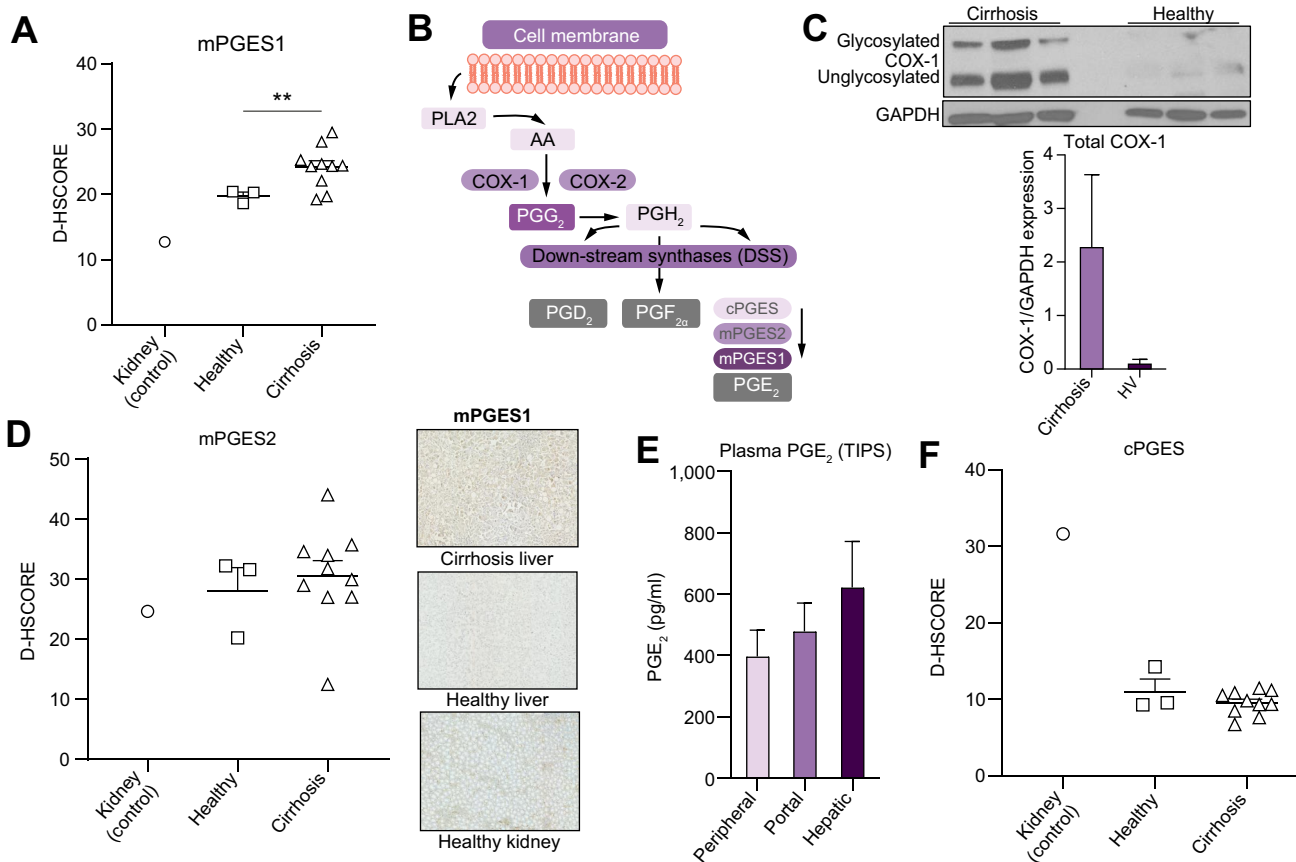 A
mPGES1
40
30
20
10
0
D-HSCORE
**
Kidney
(control)
Healthy
Cirrhosis
B
Cell membrane
PLA2
AA
COX-1
COX-2
PGG2
PGH2
Down-stream synthases (DSS)
PGD2
PGF2α
cPGES
mPGES2
mPGES1
PGE2
C
Cirrhosis
Healthy
Glycosylated
COX-1
Unglycosylated
GAPDH
Total COX-1
4
3
2
1
0
COX-1/GAPDH expression
Cirrhosis
HV
D
mPGES2
50
40
30
20
10
0
D-HSCORE
Kidney
(control)
Healthy
Cirrhosis
mPGES1
Cirrhosis liver
Healthy liver
Healthy kidney
E
Plasma PGE2 (TIPS)
1,000
800
600
400
200
0
PGE2 (pg/ml)
Peripheral
Portal
Hepatic
F
cPGES
40
30
20
10
0
D-HSCORE
Kidney
(control)
Healthy
Cirrhosis